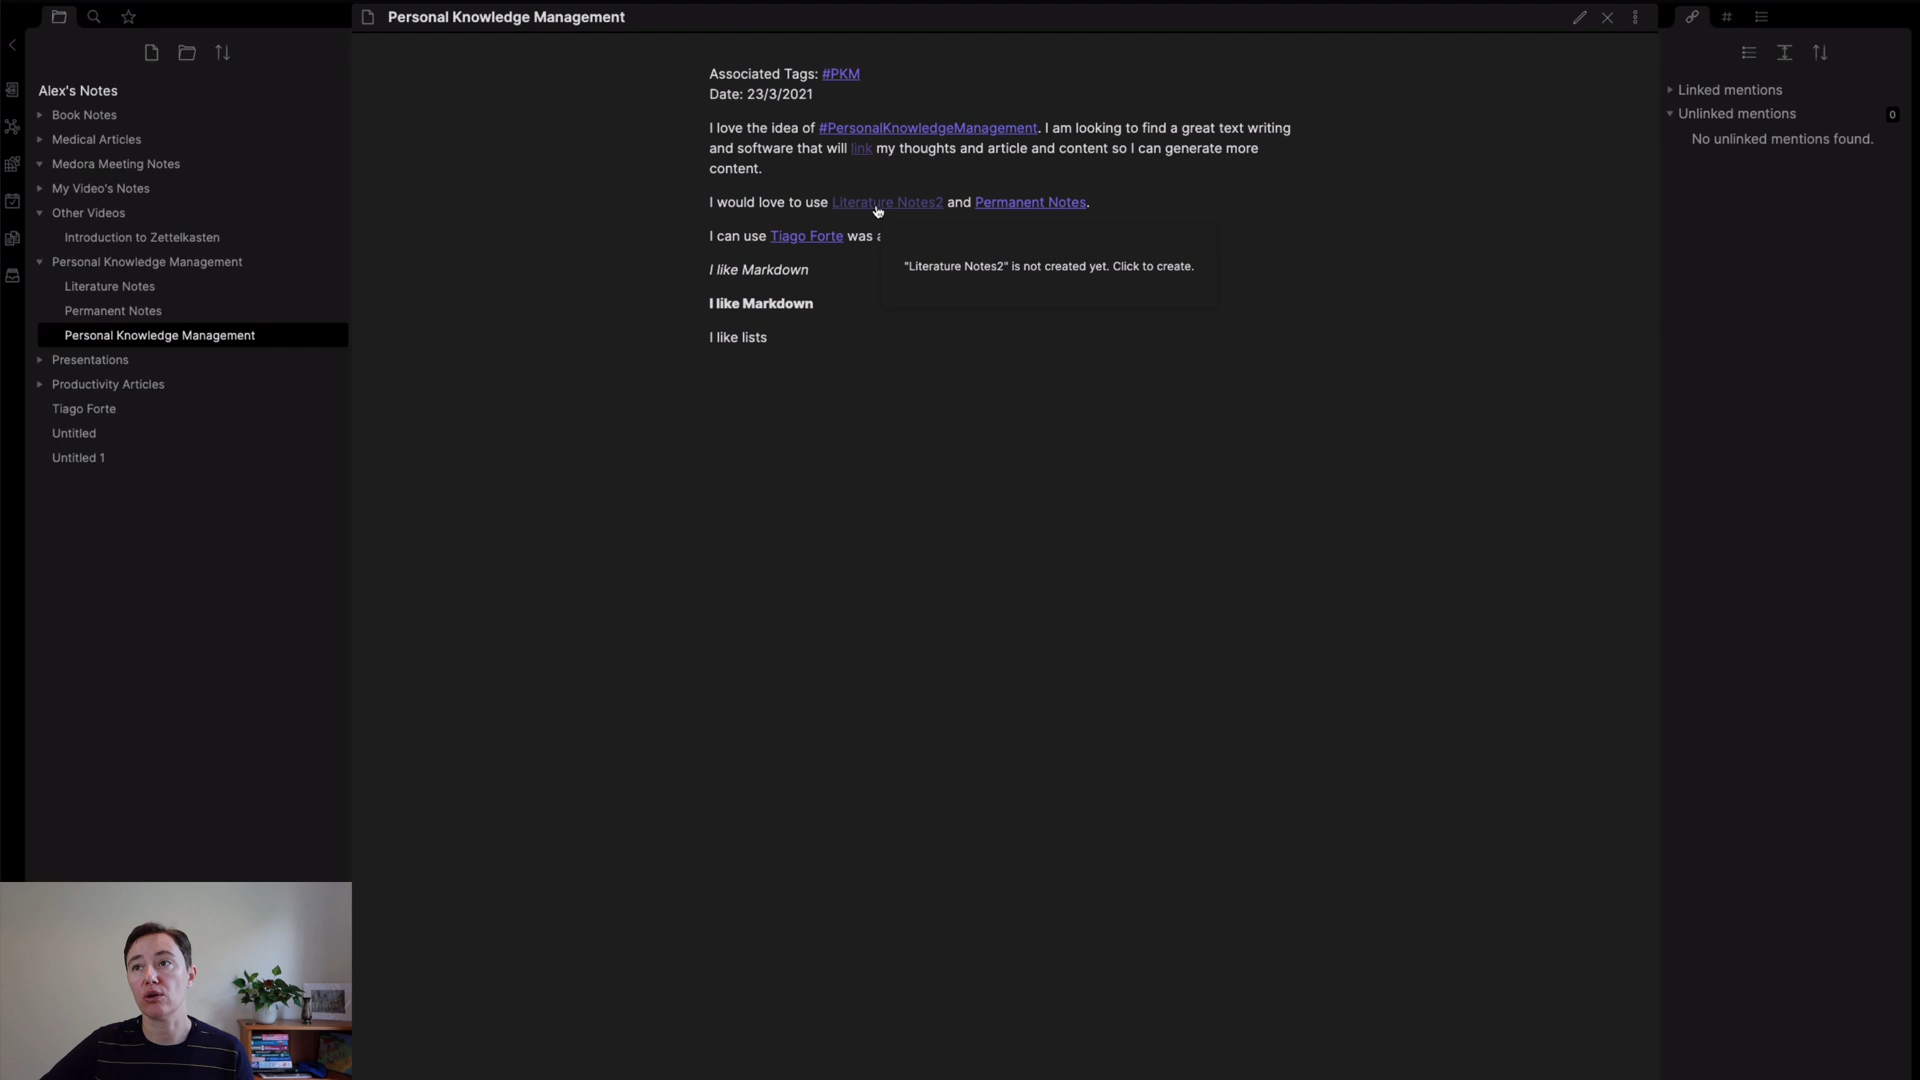 Personal Knowledge Management
Alex's Notes
Book Notes
Medical Articles
Medora Meeting Notes
My Video's Notes
Other Videos
Introduction to Zettelkasten
Personal Knowledge Management
Literature Notes
Permanent Notes
Personal Knowledge Management
Presentations
Productivity Articles
Tiago Forte
Untitled
Untitled 1
Associated Tags: #PKM
Date: 23/3/2021
I love the idea of #PersonalKnowledgeManagement. I am looking to find a great text writing
and software that will link my thoughts and article and content so I can generate more
content.
I would love to use Literature Notes2 and Permanent Notes.
I can use Tiago Forte was a
"Literature Notes2" is not created yet. Click to create.
I like Markdown
I like Markdown
I like lists
Linked mentions
Unlinked mentions 0
No unlinked mentions found.